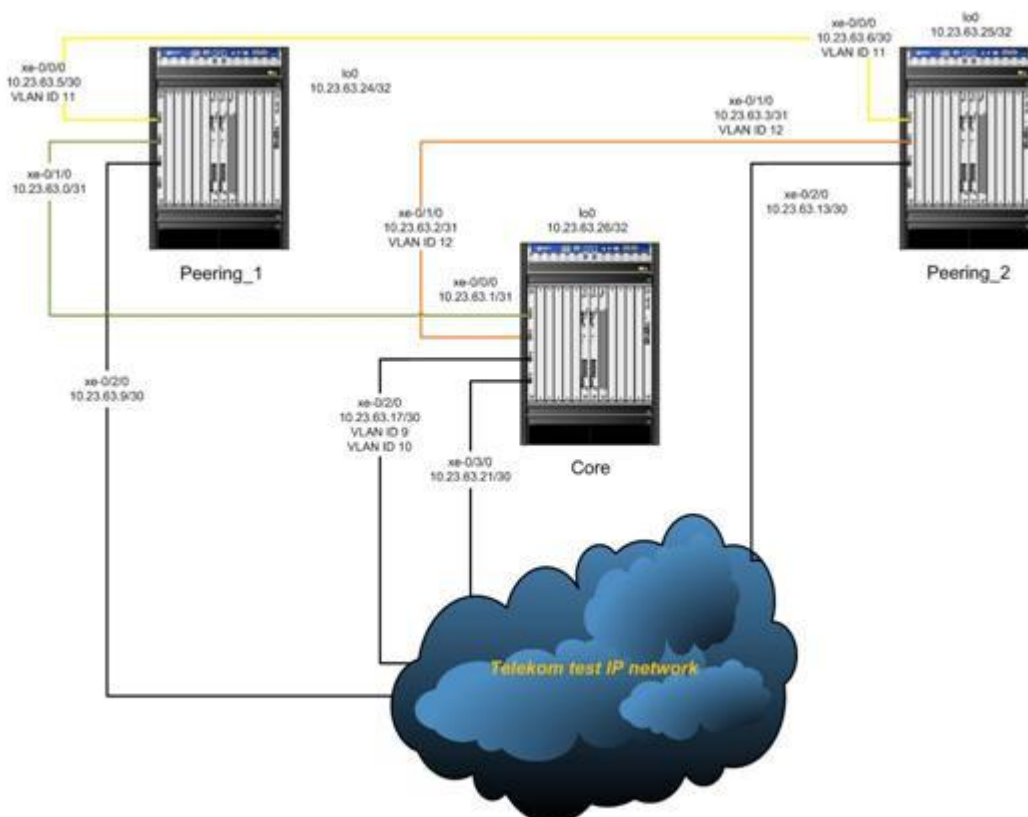 xe-0/0/0
10.23.63.5/30
VLAN ID 11
lo0
10.23.63.24/32
xe-0/0/0
10.23.63.6/30
VLAN ID 11
lo0
10.23.63.25/32
xe-0/1/0
10.23.63.3/31
VLAN ID 12
xe-0/1/0
10.23.63.0/31
xe-0/2/0
10.23.63.13/30
xe-0/1/0
10.23.63.2/31
VLAN ID 12
lo0
10.23.63.26/32
Peering_1
Peering_2
xe-0/0/0
10.23.63.1/31
xe-0/2/0
10.23.63.9/30
xe-0/2/0
10.23.63.17/30
VLAN ID 9
VLAN ID 10
xe-0/3/0
10.23.63.21/30
Core
Telekom test IP network